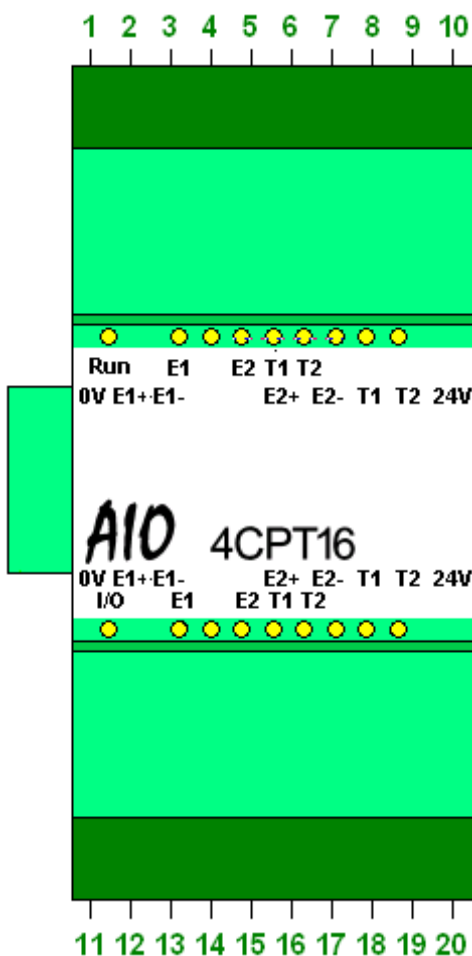 1 2 3 4 5 6 7 8 9 10
Run E1 E2 T1 T2
0V E1+ E1- E2+ E2- T1 T2 24V
AIO 4CPT16
0V E1+ E1- E2+ E2- T1 T2 24V
I/O E1 E2 T1 T2
11 12 13 14 15 16 17 18 19 20